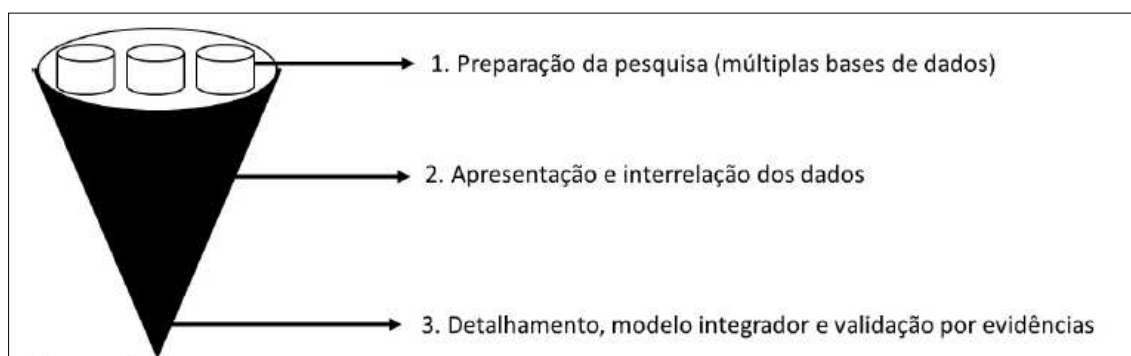 1. Preparação da pesquisa (múltiplas bases de dados)
2. Apresentação e interrelação dos dados
3. Detalhamento, modelo integrador e validação por evidências